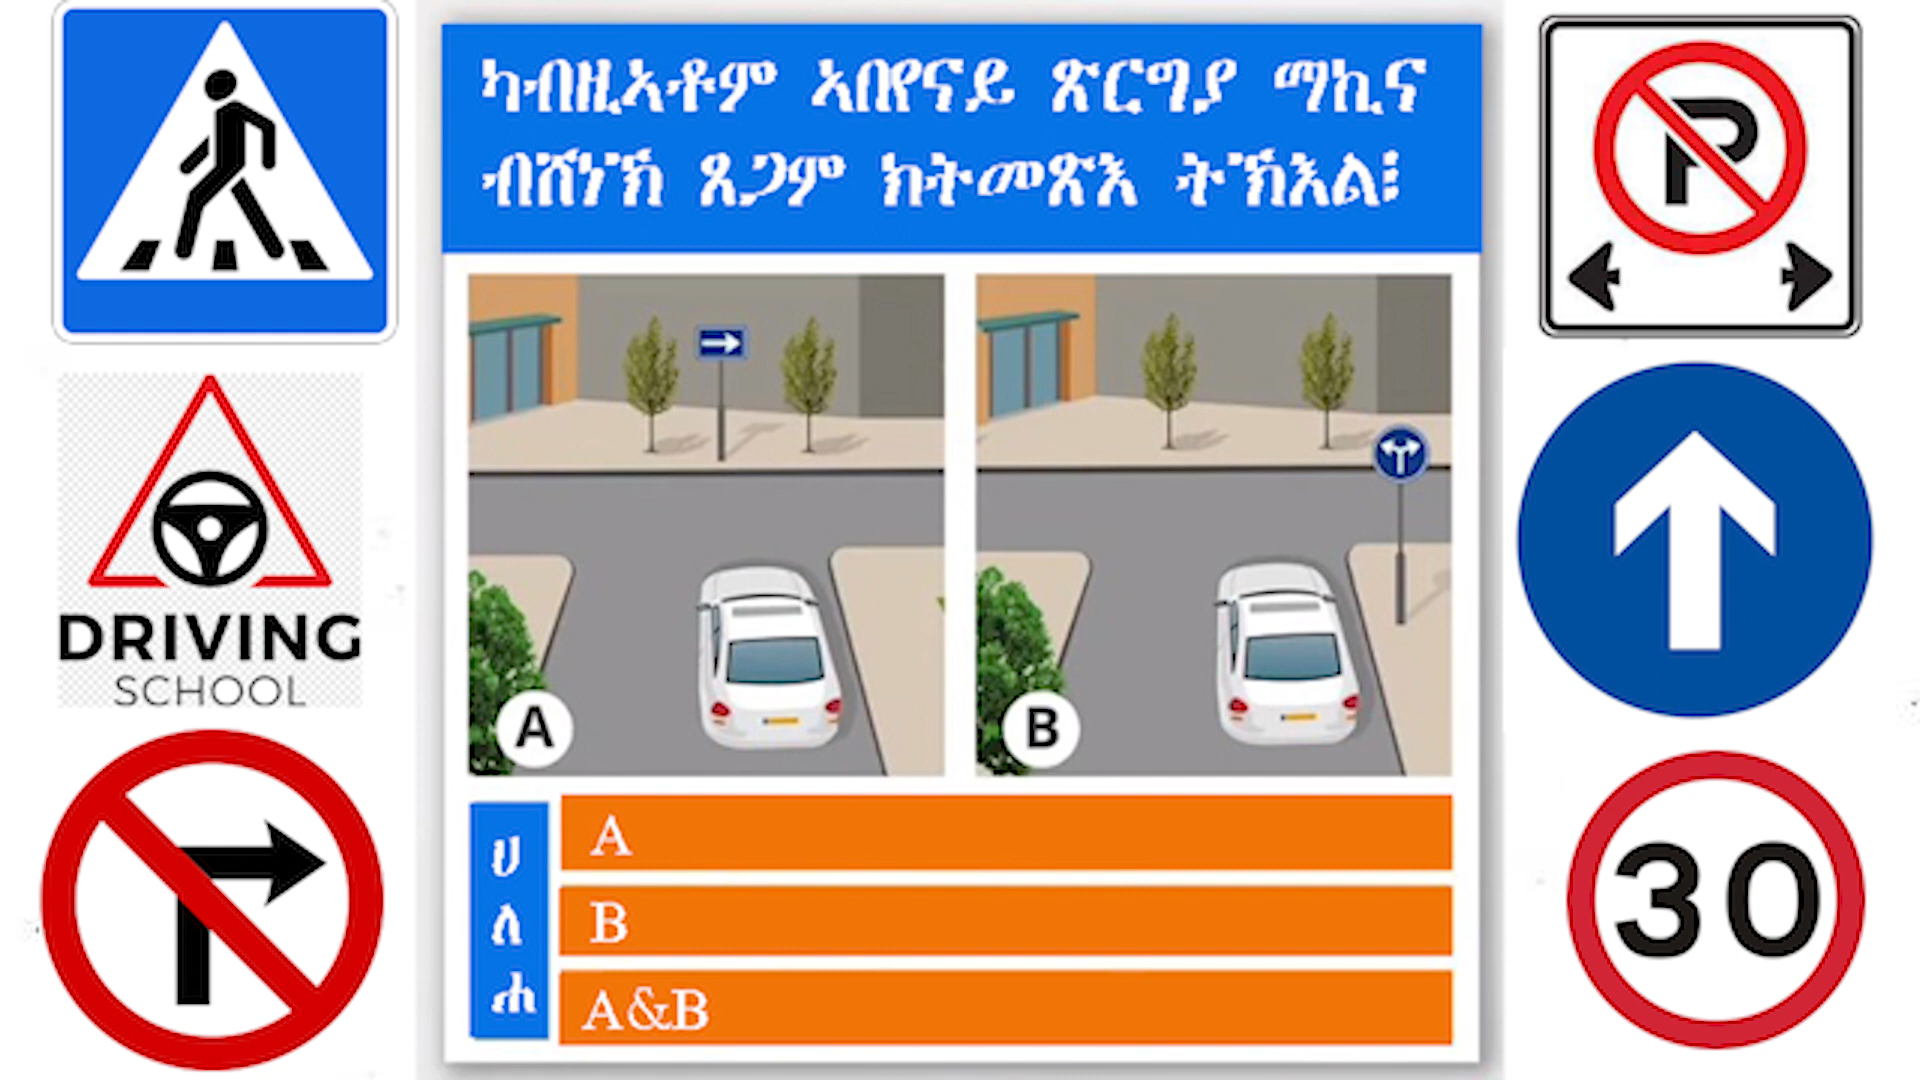 ካብዚኣቶም ኣበየናይ ጽርግያ ማኪና
ብሸነኽ ጸጋም ክትመጽእ ትኽእል፧
P
DRIVING
SCHOOL
A
B
30
ሀ A
ለ B
ሐ A&B